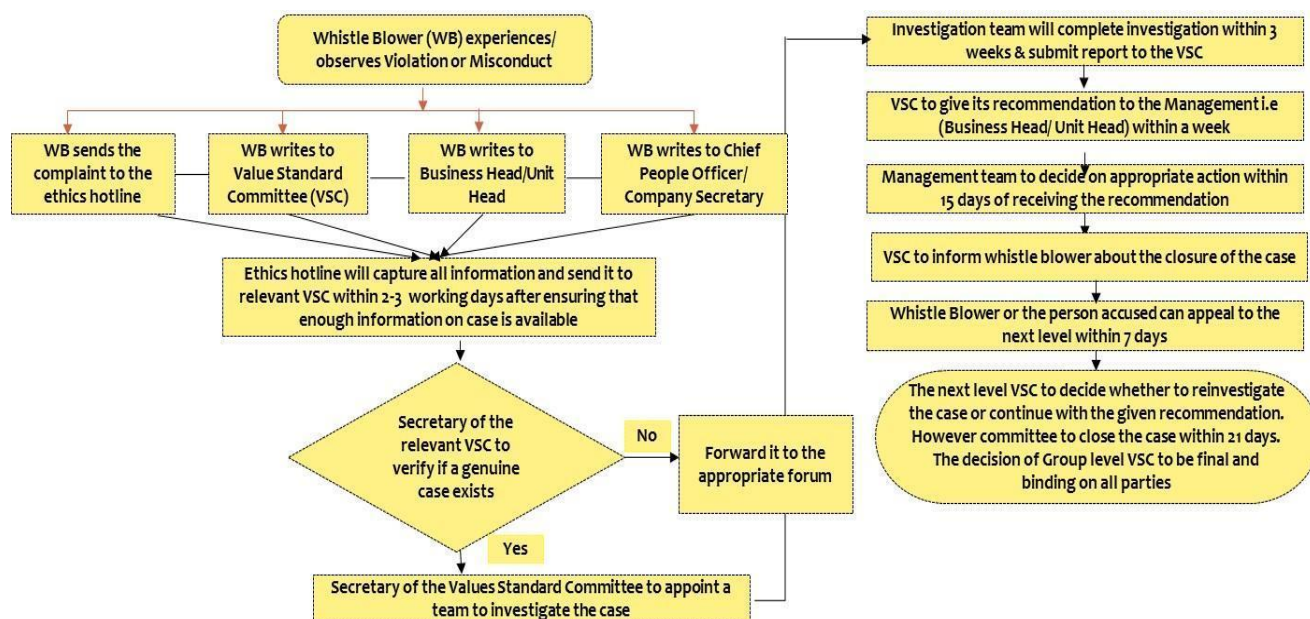 Whistle Blower (WB) experiences/
observes Violation or Misconduct
WB sends the
complaint to the
ethics hotline
WB writes to
Value Standard
Committee (VSC)
WB writes to
Business Head/Unit
Head
WB writes to Chief
People Officer/
Company Secretary
Ethics hotline will capture all information and send it to
relevant VSC within 2-3 working days after ensuring that
enough information on case is available
Secretary of the
relevant VSC to
verify if a genuine
case exists
No
Forward it to the
appropriate forum
Yes
Secretary of the Values Standard Committee to appoint a
team to investigate the case
Investigation team will complete investigation within 3
weeks & submit report to the VSC
VSC to give its recommendation to the Management i.e
(Business Head/ Unit Head) within a week
Management team to decide on appropriate action within
15 days of receiving the recommendation
VSC to inform whistle blower about the closure of the case
Whistle Blower or the person accused can appeal to the
next level within 7 days
The next level VSC to decide whether to reinvestigate
the case or continue with the given recommendation.
However committee to close the case within 21 days.
The decision of Group level VSC to be final and
binding on all parties